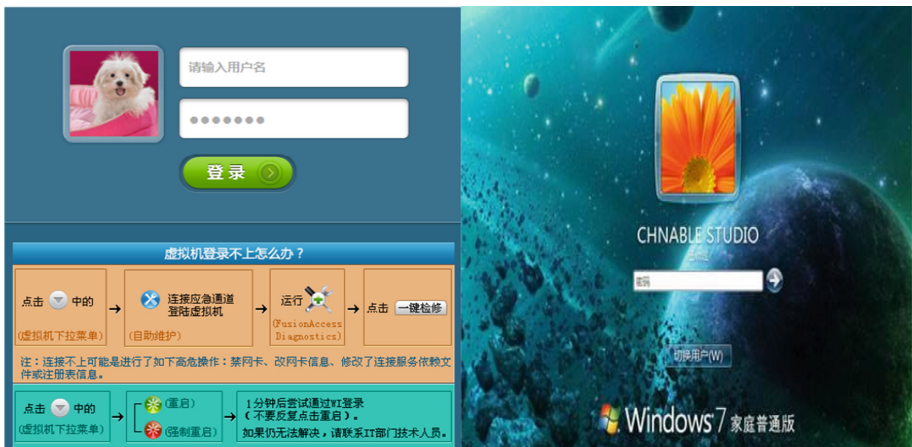 请输入用户名
登录
虚拟机登录不上怎么办？
点击 中的
(虚拟机下拉菜单)
连接应急通道
登陆虚拟机
(自助维护)
运行
(FusionAccess
Diagnostics)
点击 一键检修
注：连接不上可能是进行了如下高危操作：禁网卡、改网卡信息、修改了连接服务依赖文
件或注册表信息。
点击 中的
(虚拟机下拉菜单)
(重启)
(强制重启)
1分钟后尝试通过WI登录
(不要反复点击重启)。
如果仍无法解决，请联系IT部门技术人员。
CHNABLE STUDIO
密码
切换用户(W)
Windows 7 家庭普通版